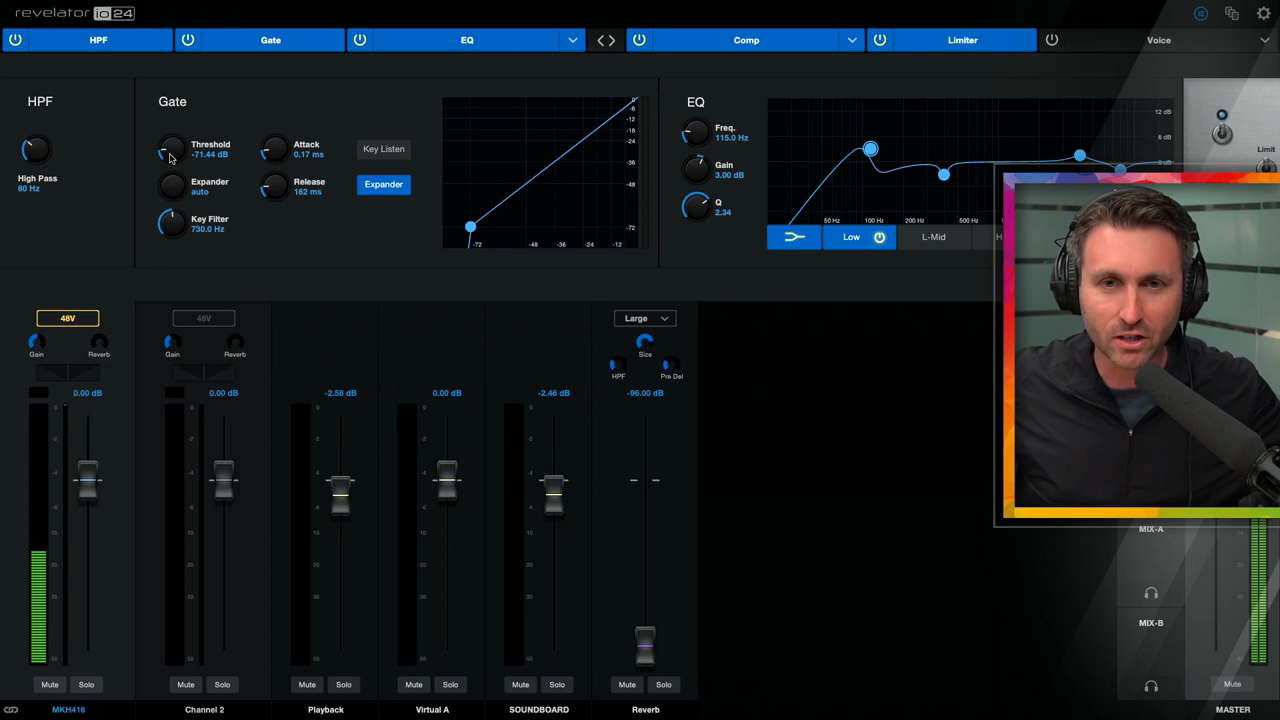 revelator io24
HPF
Gate
EQ
Comp
Limiter
Voice
HPF
High Pass
80 Hz
Gate
Threshold
-71.44 dB
Attack
0.17 ms
Key Listen
Expander
auto
Release
162 ms
Expander
Key Filter
730.0 Hz
0
-6
-12
-18
-24
-36
-48
-72
-72 -48 -36 -24 -12
EQ
Freq.
115.0 Hz
Gain
3.00 dB
Q
2.34
12 dB
6 dB
50 Hz 100 Hz 200 Hz 500 Hz
Low
L-Mid
Limit
48V
48V
Large
Gain
Reverb
Gain
Reverb
Size
HPF
Pre Del
0.00 dB
0.00 dB
-2.58 dB
0.00 dB
-2.46 dB
-96.00 dB
MIX-A
MIX-B
Mute Solo
Mute Solo
Mute Solo
Mute Solo
Mute Solo
Mute Solo
Mute
MKH416
Channel 2
Playback
Virtual A
SOUNDBOARD
Reverb
MASTER